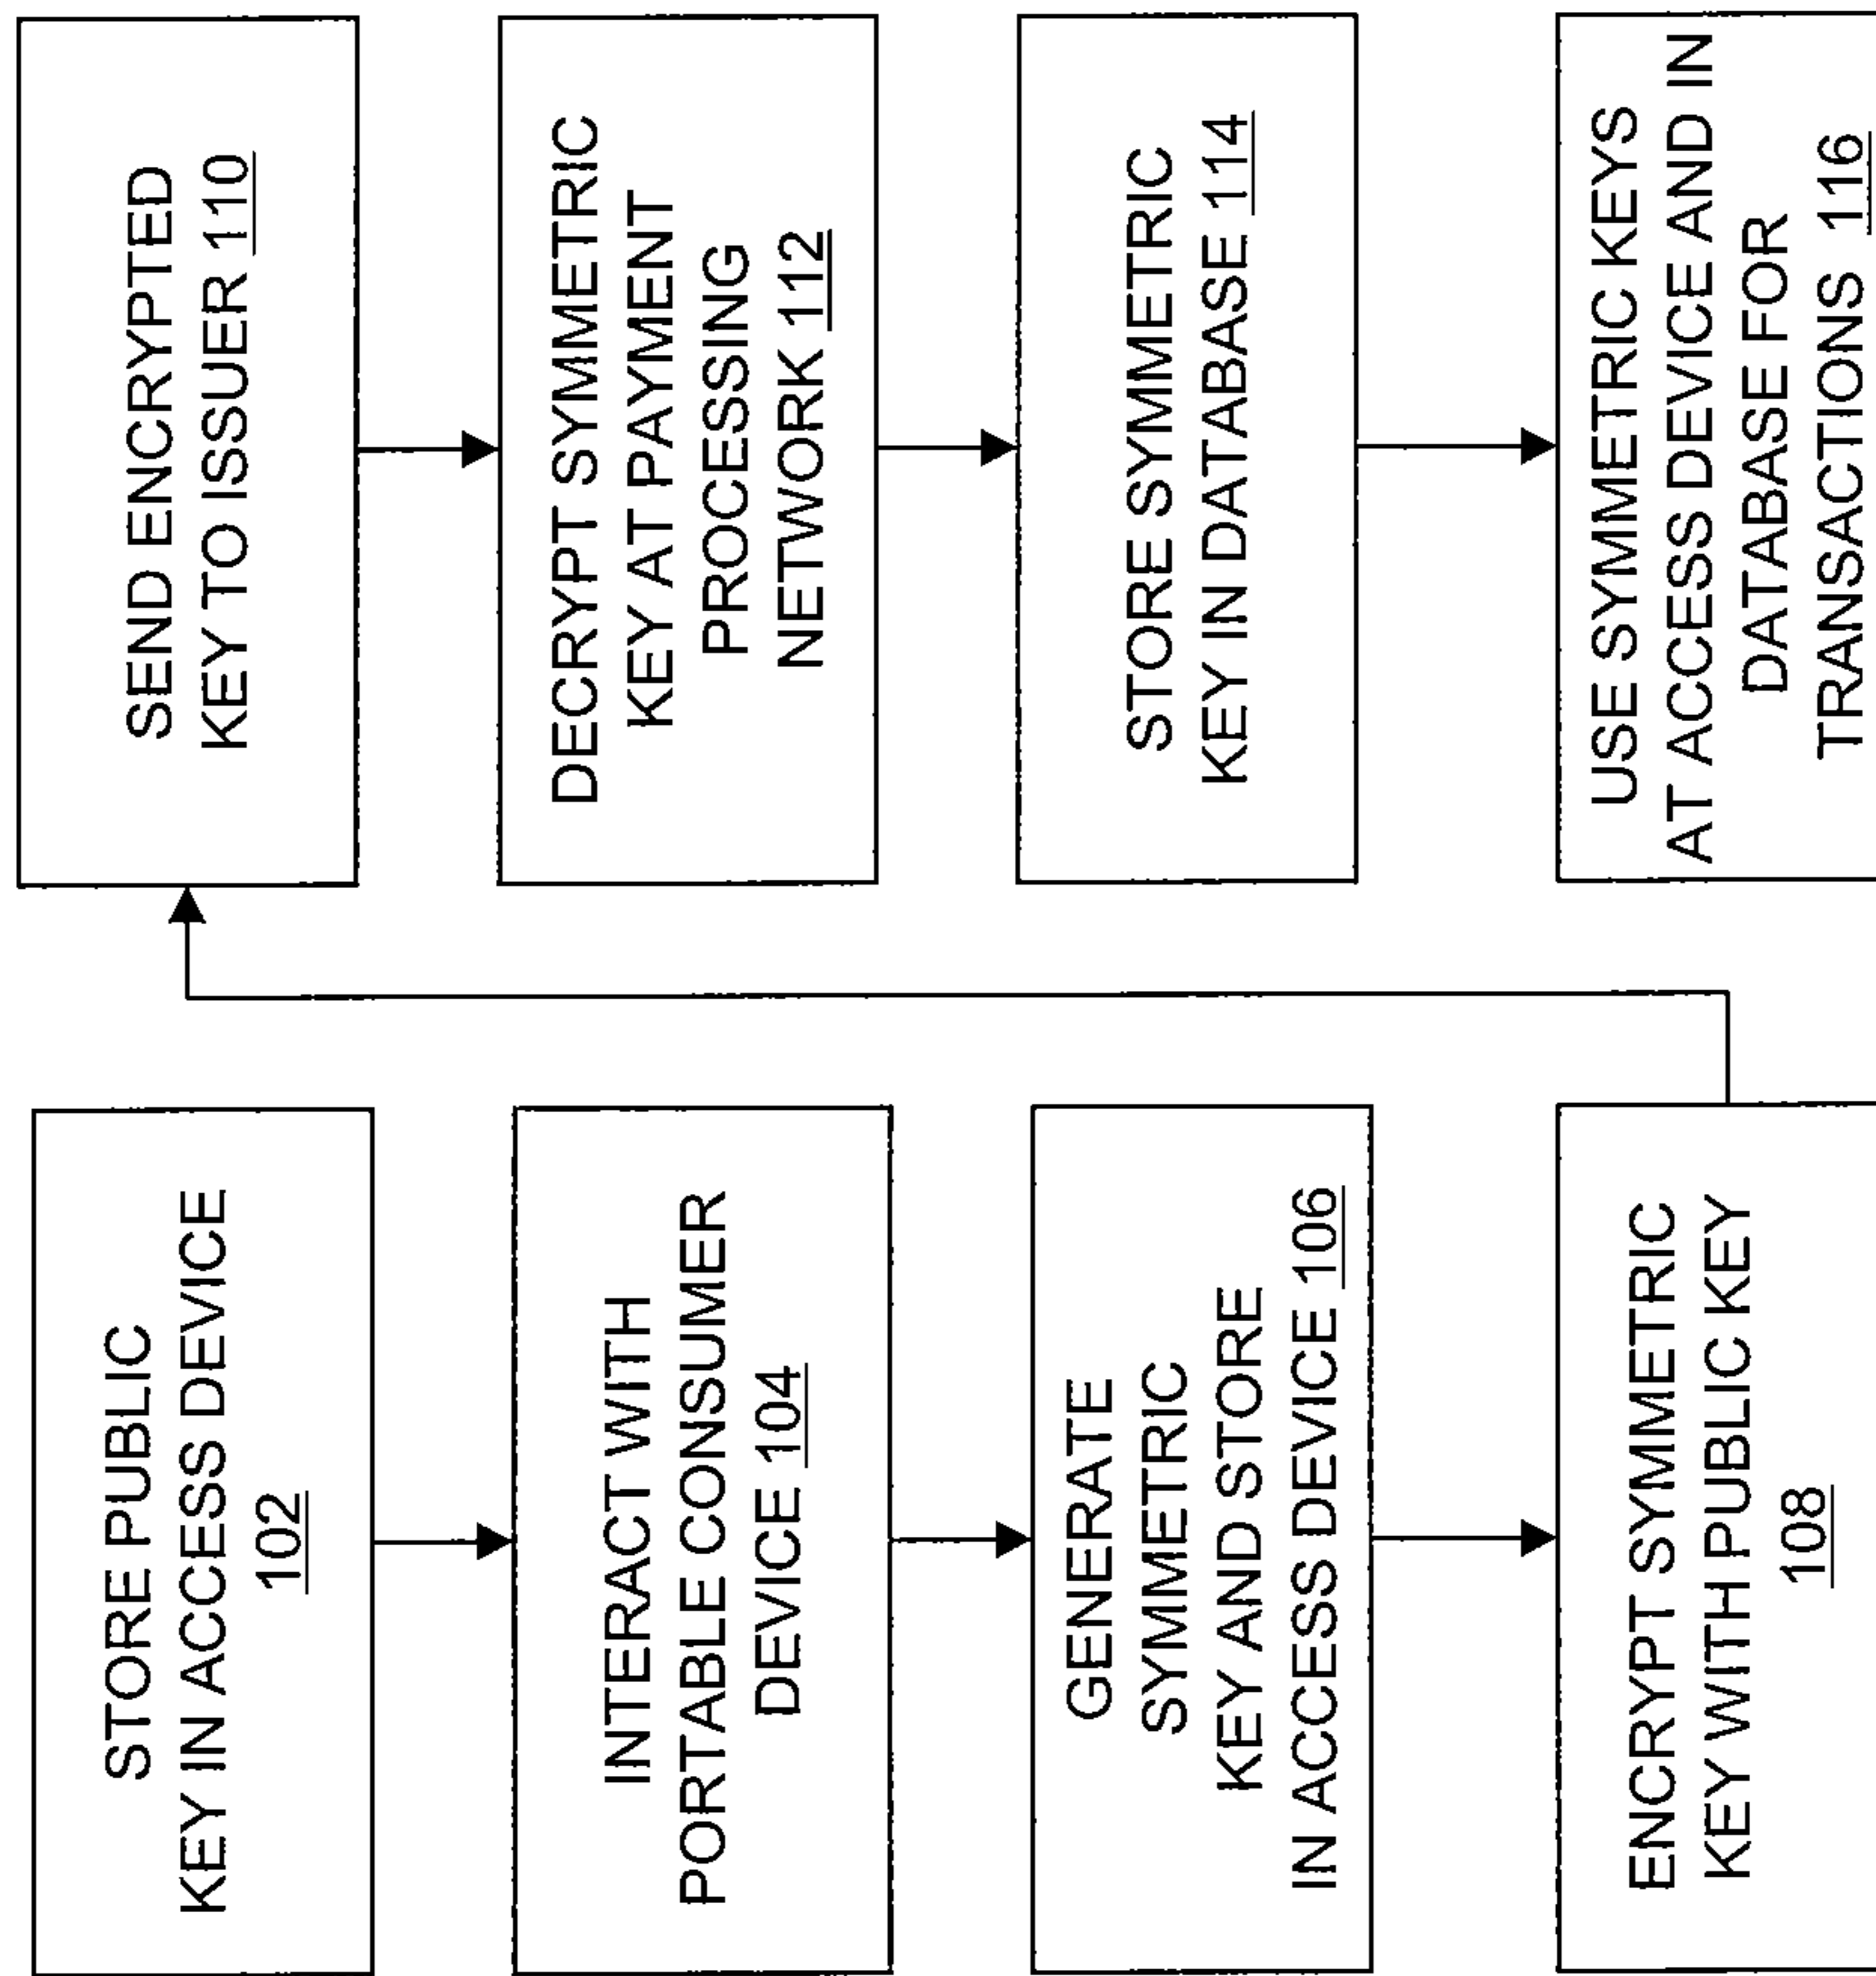 STORE PUBLIC
KEY IN ACCESS DEVICE
102
INTERACT WITH
PORTABLE CONSUMER
DEVICE 104
GENERATE
SYMMETRIC
KEY AND STORE
IN ACCESS DEVICE 106
ENCRYPT SYMMETRIC
KEY WITH PUBLIC KEY
108
SEND ENCRYPTED
KEY TO ISSUER 110
DECRYPT SYMMETRIC
KEY AT PAYMENT
PROCESSING
NETWORK 112
STORE SYMMETRIC
KEY IN DATABASE 114
USE SYMMETRIC KEYS
AT ACCESS DEVICE AND IN
DATABASE FOR
TRANSACTIONS 116